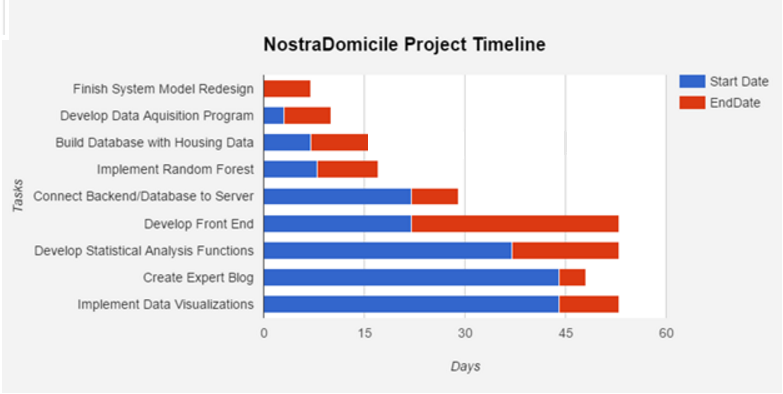 NostraDomicile Project Timeline
Start Date
EndDate
Tasks
Finish System Model Redesign
Develop Data Aquisition Program
Build Database with Housing Data
Implement Random Forest
Connect Backend/Database to Server
Develop Front End
Develop Statistical Analysis Functions
Create Expert Blog
Implement Data Visualizations
0 15 30 45 60
Days